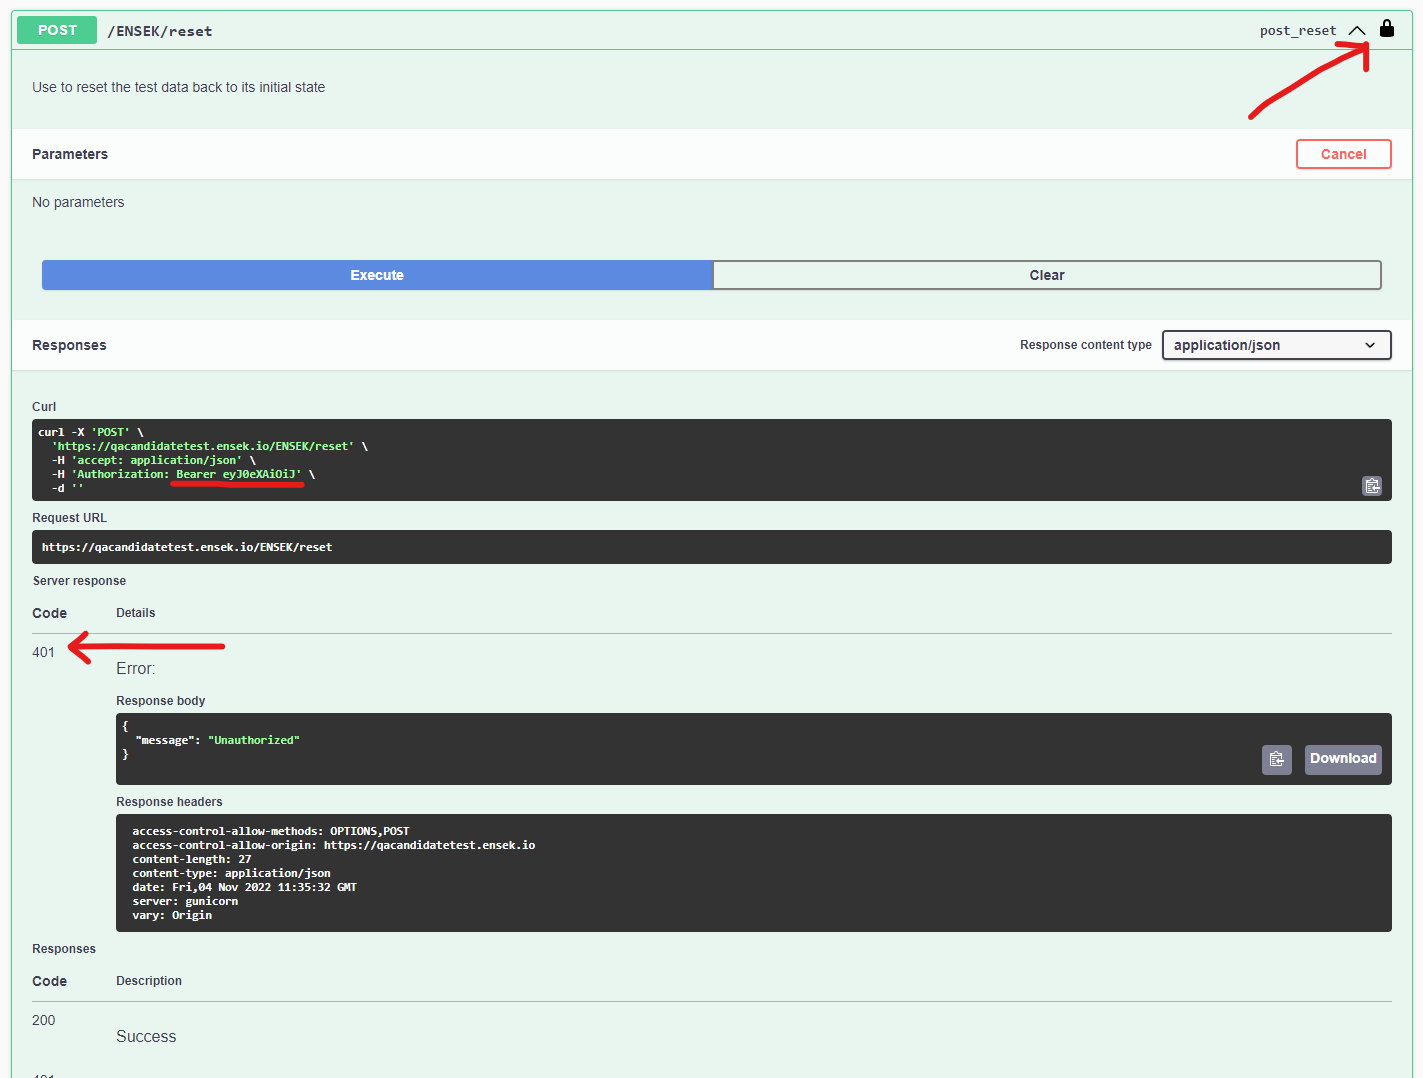 POST /ENSEK/reset post_reset
Use to reset the test data back to its initial state
Parameters Cancel
No parameters
Execute Clear
Responses Response content type application/json
Curl
curl -X 'POST' \
'https://qacandidatetest.ensek.io/ENSEK/reset' \
-H 'accept: application/json' \
-H 'Authorization: Bearer eyJ0eXAiOiJ' \
-d ''
Request URL
https://qacandidatetest.ensek.io/ENSEK/reset
Server response
Code Details
401
Error:
Response body
{
"message": "Unauthorized"
}
Download
Response headers
access-control-allow-methods: OPTIONS,POST
access-control-allow-origin: https://qacandidatetest.ensek.io
content-length: 27
content-type: application/json
date: Fri,04 Nov 2022 11:35:32 GMT
server: gunicorn
vary: Origin
Responses
Code Description
200
Success